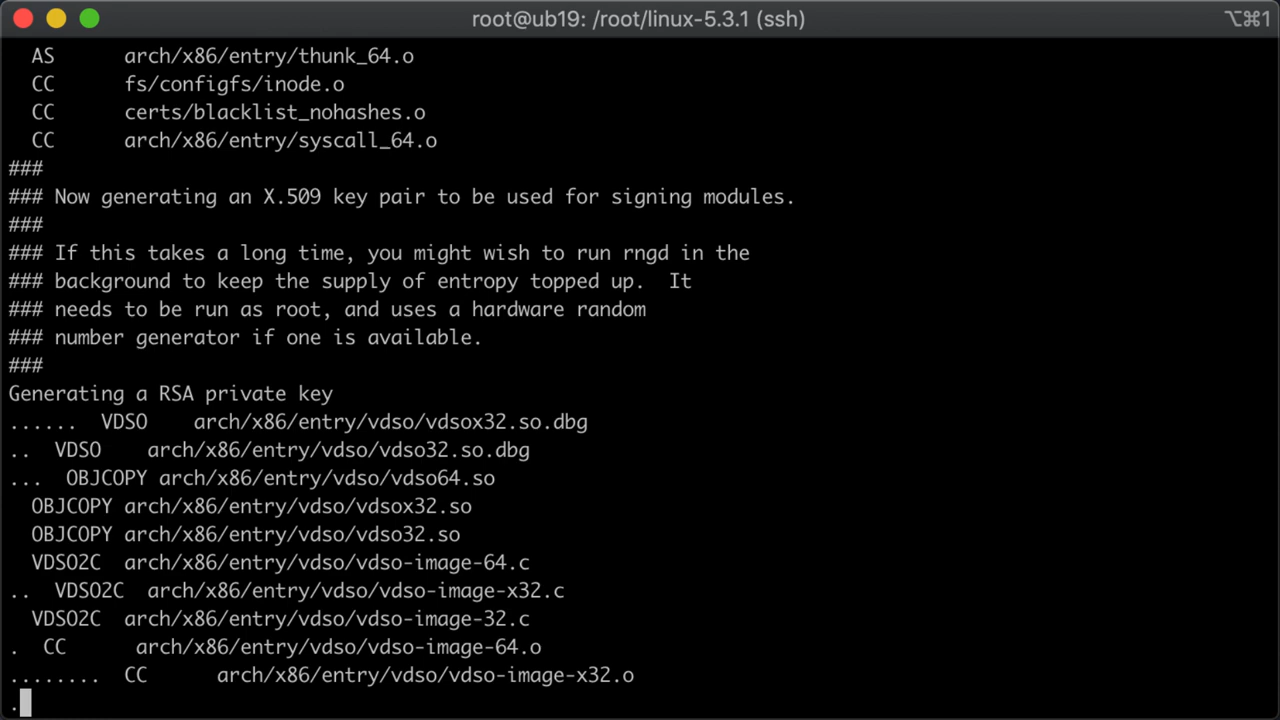 root@ub19: /root/linux-5.3.1 (ssh)
⌥⌘1
  AS      arch/x86/entry/thunk_64.o
  CC      fs/configfs/inode.o
  CC      certs/blacklist_nohashes.o
  CC      arch/x86/entry/syscall_64.o
###
### Now generating an X.509 key pair to be used for signing modules.
###
### If this takes a long time, you might wish to run rngd in the
### background to keep the supply of entropy topped up.  It
### needs to be run as root, and uses a hardware random
### number generator if one is available.
###
Generating a RSA private key
......  VDSO    arch/x86/entry/vdso/vdsox32.so.dbg
..  VDSO    arch/x86/entry/vdso/vdso32.so.dbg
...  OBJCOPY arch/x86/entry/vdso/vdso64.so
  OBJCOPY arch/x86/entry/vdso/vdsox32.so
  OBJCOPY arch/x86/entry/vdso/vdso32.so
  VDSO2C  arch/x86/entry/vdso/vdso-image-64.c
..  VDSO2C  arch/x86/entry/vdso/vdso-image-x32.c
  VDSO2C  arch/x86/entry/vdso/vdso-image-32.c
.  CC      arch/x86/entry/vdso/vdso-image-64.o
........  CC      arch/x86/entry/vdso/vdso-image-x32.o
.